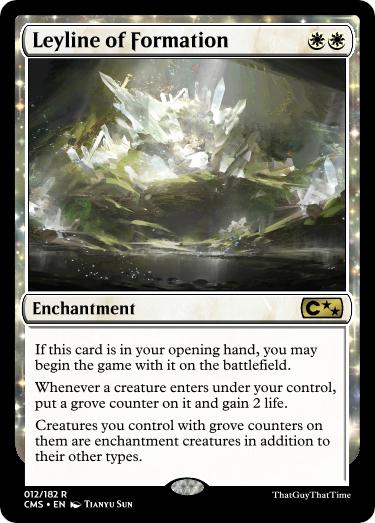 Leyline of Formation
Enchantment
C
If this card is in your opening hand, you may
begin the game with it on the battlefield.
Whenever a creature enters under your control,
put a grove counter on it and gain 2 life.
Creatures you control with grove counters on
them are enchantment creatures in addition to
their other types.
012/182 R
CMS • EN Tianyu Sun
ThatGuyThatTime